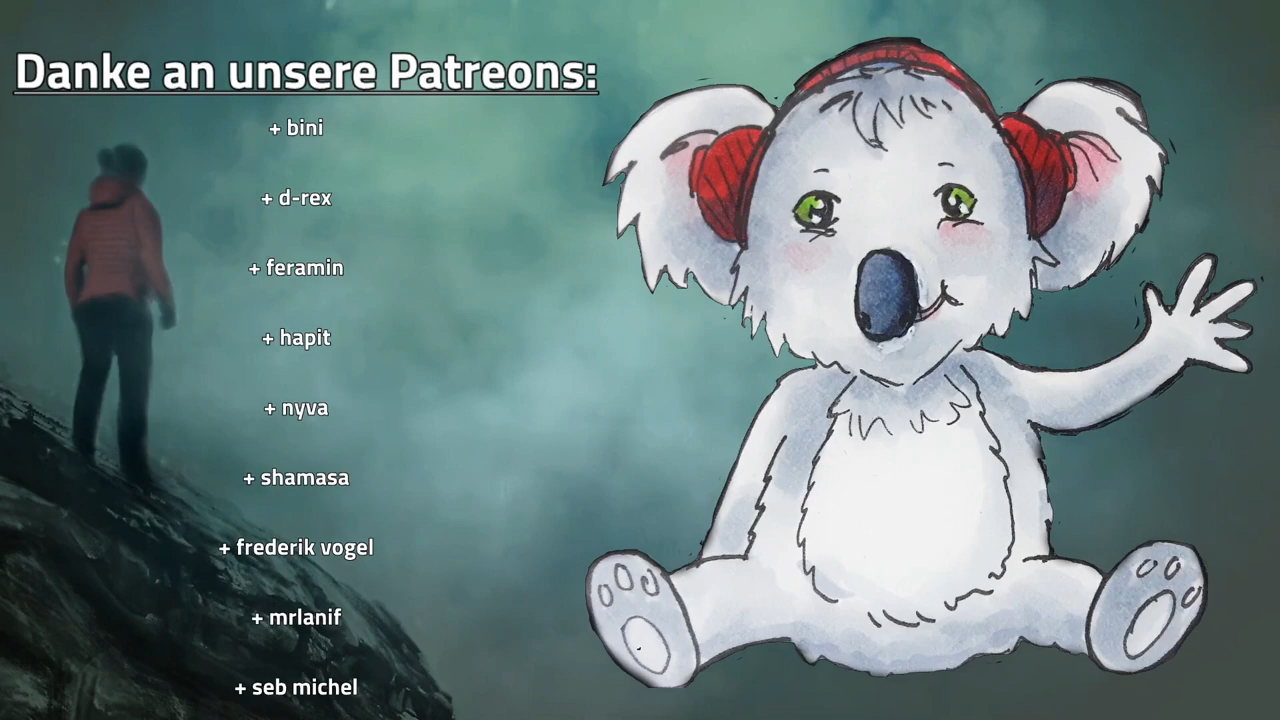 Danke an unsere Patreons:
+ bini
+ d-rex
+ feramin
+ hapit
+ nyva
+ shamasa
+ frederik vogel
+ mrlanif
+ seb michel